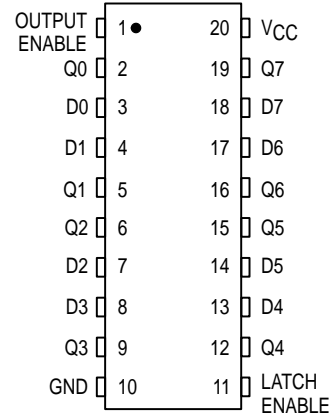 OUTPUT ENABLE 1 20 VCC
Q0 2 19 Q7
D0 3 18 D7
D1 4 17 D6
Q1 5 16 Q6
Q2 6 15 Q5
D2 7 14 D5
D3 8 13 D4
Q3 9 12 Q4
GND 10 11 LATCH ENABLE